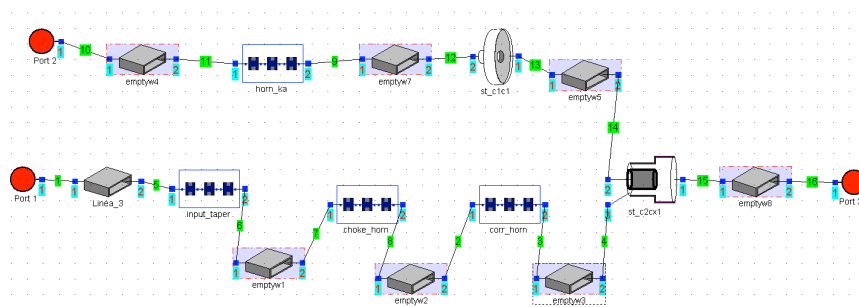 10 11 9 12 13
Port 2 1 1 2 1 2 1 2 2 1 1 2
emptyw4 horn_ka emptyw7 st_c1c1 emptyw5
14
1 5 2 15 16
Port 1 1 1 2 1 2 1 1 2 1 Port 3
Linea_3 .input_taper st_c2cx1 emptyw8
6 7 1 2 1 2
.choke_horn .corr_horn
8 2 3 4
1 2 1 2 1 2
emptyw1 emptyw2 emptyw3